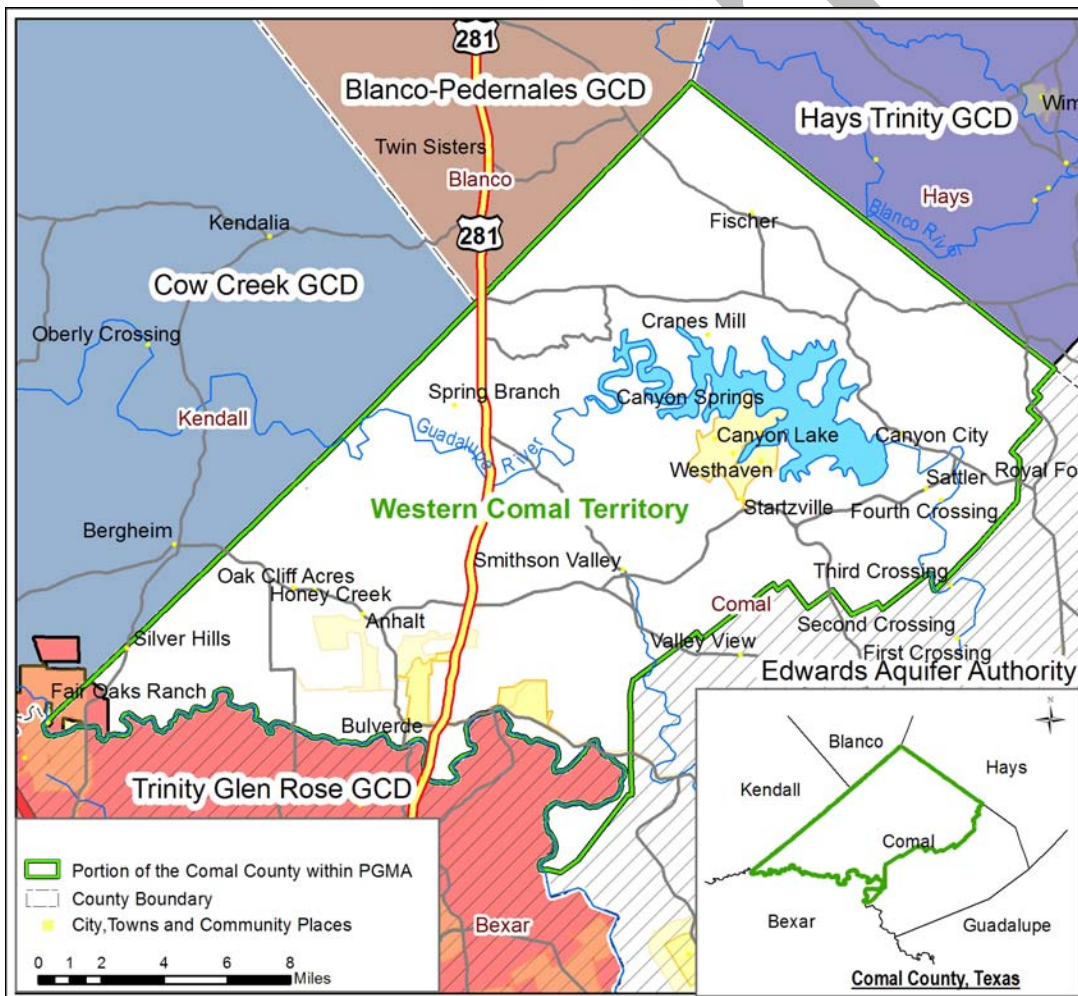 281
Blanco-Pedernales GCD
Hays Trinity GCD
Wim
Twin Sisters
Blanco
Hays
Kendalia
281
Fischer
Blanco River
Cow Creek GCD
Oberly Crossing
Cranes Mill
Spring Branch
Canyon Springs
Kendall
Guadalupe River
Canyon Lake
Canyon City
Westhaven
Sattler
Royal Fo
Western Comal Territory
Startzville
Fourth Crossing
Bergheim
Smithson Valley
Third Crossing
Oak Cliff Acres
Honey Creek
Comal
Anhalt
Second Crossing
Silver Hills
Valley View
First Crossing
Edwards Aquifer Authority
Fair Oaks Ranch
Bulverde
Trinity Glen Rose GCD
Bexar
Portion of the Comal County within PGMA
County Boundary
City,Towns and Community Places
0 1 2 4 6 8
Miles
N
Blanco
Hays
Kendall
Comal
Bexar
Guadalupe
Comal County, Texas